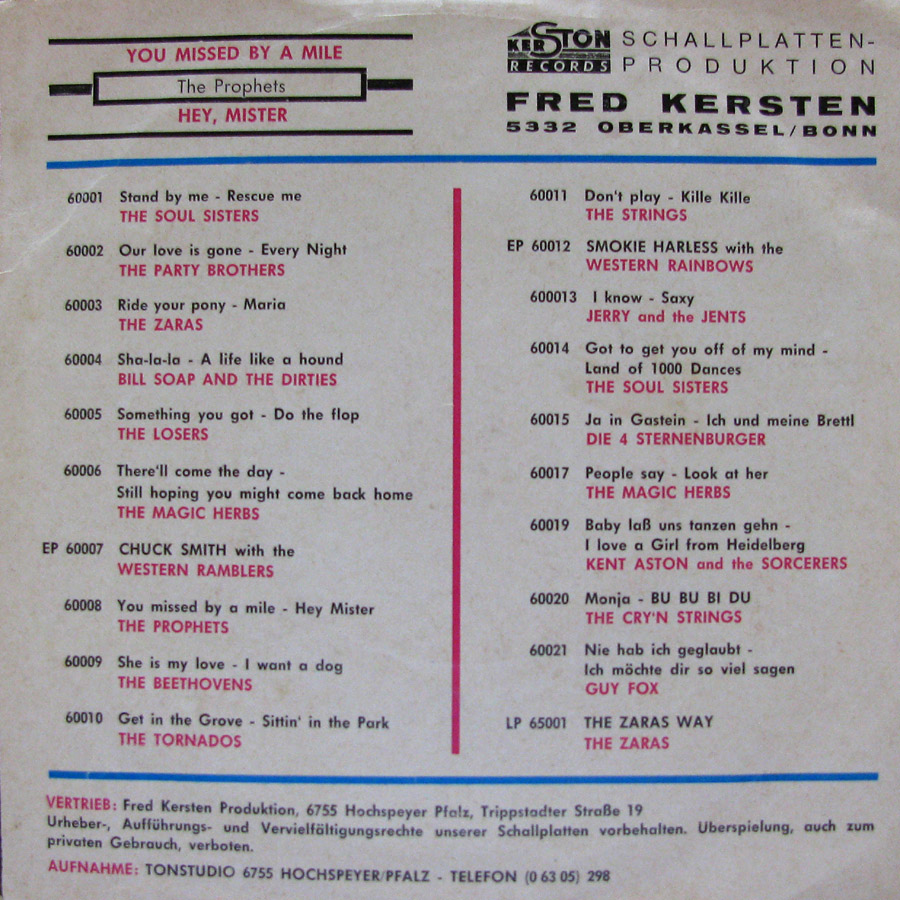 YOU MISSED BY A MILE
The Prophets
HEY, MISTER
KERSTON RECORDS
SCHALLPLATTEN-
PRODUKTION
FRED KERSTEN
5332 OBERKASSEL/BONN
60001 Stand by me - Rescue me
THE SOUL SISTERS
60002 Our love is gone - Every Night
THE PARTY BROTHERS
60003 Ride your pony - Maria
THE ZARAS
60004 Sha-la-la - A life like a hound
BILL SOAP AND THE DIRTIES
60005 Something you got - Do the flop
THE LOSERS
60006 There'll come the day -
Still hoping you might come back home
THE MAGIC HERBS
EP 60007 CHUCK SMITH with the
WESTERN RAMBLERS
60008 You missed by a mile - Hey Mister
THE PROPHETS
60009 She is my love - I want a dog
THE BEETHOVENS
60010 Get in the Grove - Sittin' in the Park
THE TORNADOS
60011 Don't play - Kille Kille
THE STRINGS
EP 60012 SMOKIE HARLESS with the
WESTERN RAINBOWS
600013 I know - Saxy
JERRY and the JENTS
60014 Got to get you off of my mind -
Land of 1000 Dances
THE SOUL SISTERS
60015 Ja in Gastein - Ich und meine Brettl
DIE 4 STERNENBURGER
60017 People say - Look at her
THE MAGIC HERBS
60019 Baby laß uns tanzen gehn -
I love a Girl from Heidelberg
KENT ASTON and the SORCERERS
60020 Monja - BU BU BI DU
THE CRY'N STRINGS
60021 Nie hab ich geglaubt -
Ich möchte dir so viel sagen
GUY FOX
LP 65001 THE ZARAS WAY
THE ZARAS
VERTRIEB: Fred Kersten Produktion, 6755 Hochspeyer Pfalz, Trippstadter Straße 19
Urheber-, Aufführungs- und Vervielfältigungsrechte unserer Schallplatten vorbehalten. Uberspielung, auch zum
privaten Gebrauch, verboten.
AUFNAHME: TONSTUDIO 6755 HOCHSPEYER/PFALZ - TELEFON (0 63 05) 298